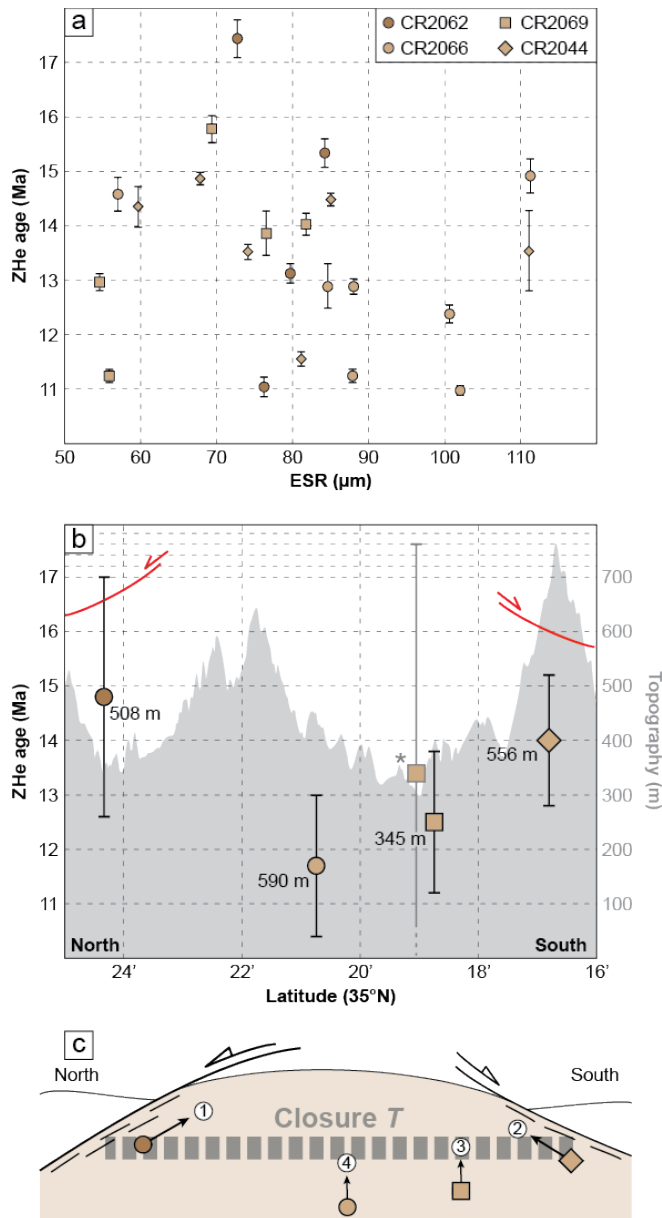 a
CR2062
CR2069
CR2066
CR2044
17
16
15
14
13
12
11
ZHe age (Ma)
50
60
70
80
90
100
110
ESR (µm)
b
17
16
15
14
13
12
11
ZHe age (Ma)
508 m
590 m
*
345 m
556 m
700
600
500
400
300
200
100
Topography (m)
North
South
24’
22’
20’
18’
16’
Latitude (35°N)
c
North
South
1
Closure T
2
3
4